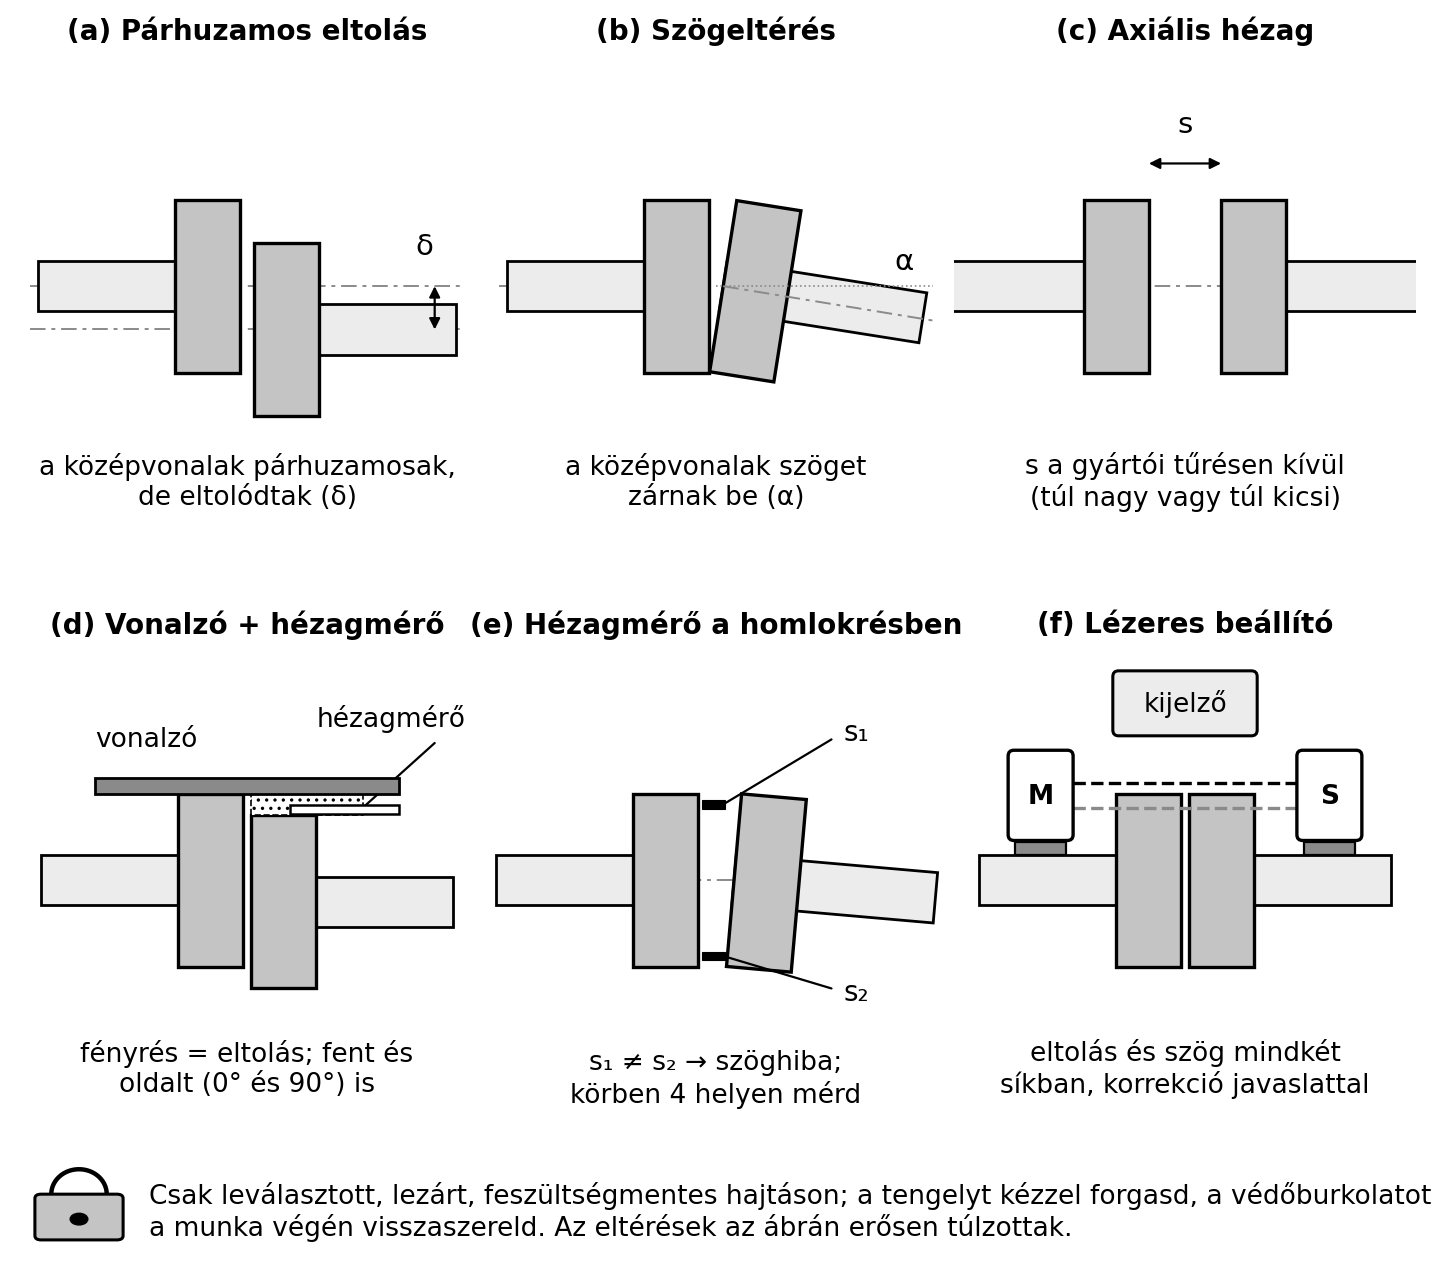 (a) Párhuzamos eltolás
(b) Szögeltérés
(c) Axiális hézag
s
δ
α
a középvonalak párhuzamosak,
de eltolódtak (δ)
a középvonalak szöget
zárnak be (α)
s a gyártói tűrésen kívül
(túl nagy vagy túl kicsi)
(d) Vonalzó + hézagmérő
(e) Hézagmérő a homlokrésben
(f) Lézeres beállító
vonalzó
hézagmérő
s₁
s₂
kijelző
M
S
fényrés = eltolás; fent és
oldalt (0° és 90°) is
s₁ ≠ s₂ → szöghiba;
körben 4 helyen mérd
eltolás és szög mindkét
síkban, korrekció javaslattal
Csak leválasztott, lezárt, feszültségmentes hajtáson; a tengelyt kézzel forgasd, a védőburkolatot
a munka végén visszaszereld. Az eltérések az ábrán erősen túlzottak.